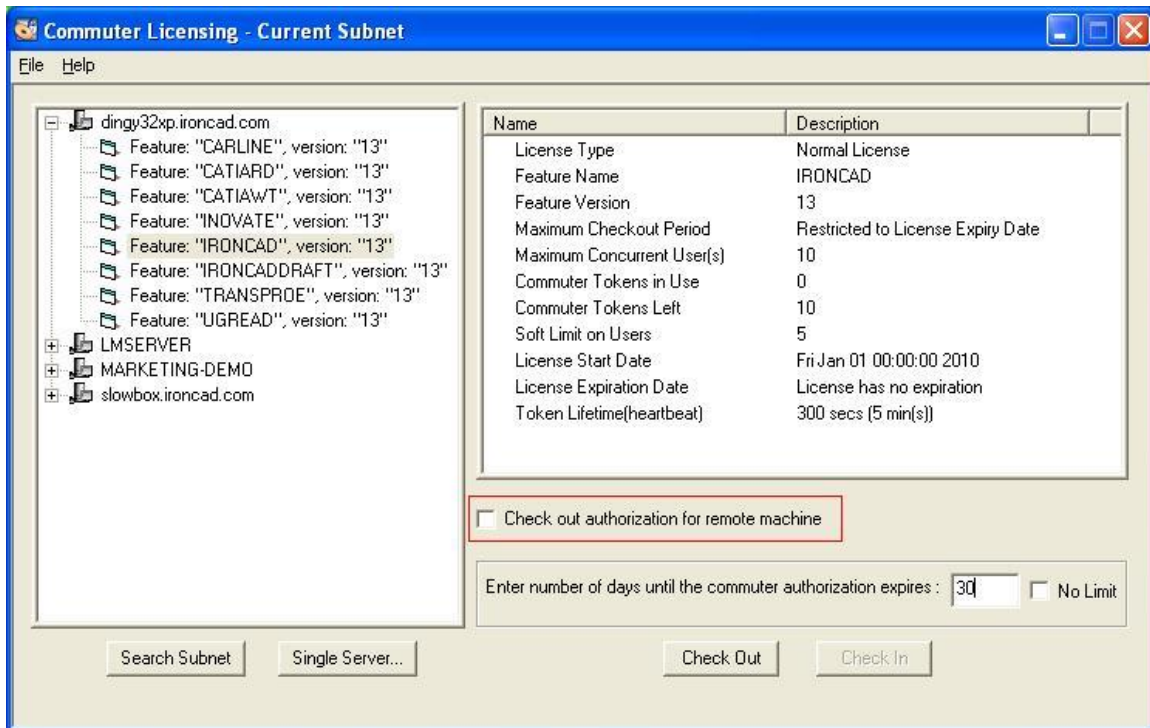 Commuter Licensing - Current Subnet
File Help
dingy32xp.ironcad.com
Feature: "CARLINE", version: "13"
Feature: "CATIARD", version: "13"
Feature: "CATIAWT", version: "13"
Feature: "INOVATE", version: "13"
Feature: "IRONCAD", version: "13"
Feature: "IRONCADDRAFT", version: "13"
Feature: "TRANSPROE", version: "13"
Feature: "UGREAD", version: "13"
LMSERVER
MARKETING-DEMO
slowbox.ironcad.com
Name Description
License Type Normal License
Feature Name IRONCAD
Feature Version 13
Maximum Checkout Period Restricted to License Expiry Date
Maximum Concurrent User(s) 10
Commuter Tokens in Use 0
Commuter Tokens Left 10
Soft Limit on Users 5
License Start Date Fri Jan 01 00:00:00 2010
License Expiration Date License has no expiration
Token Lifetime(heartbeat) 300 secs (5 min(s))
Check out authorization for remote machine
Enter number of days until the commuter authorization expires : 30 No Limit
Search Subnet Single Server... Check Out Check In